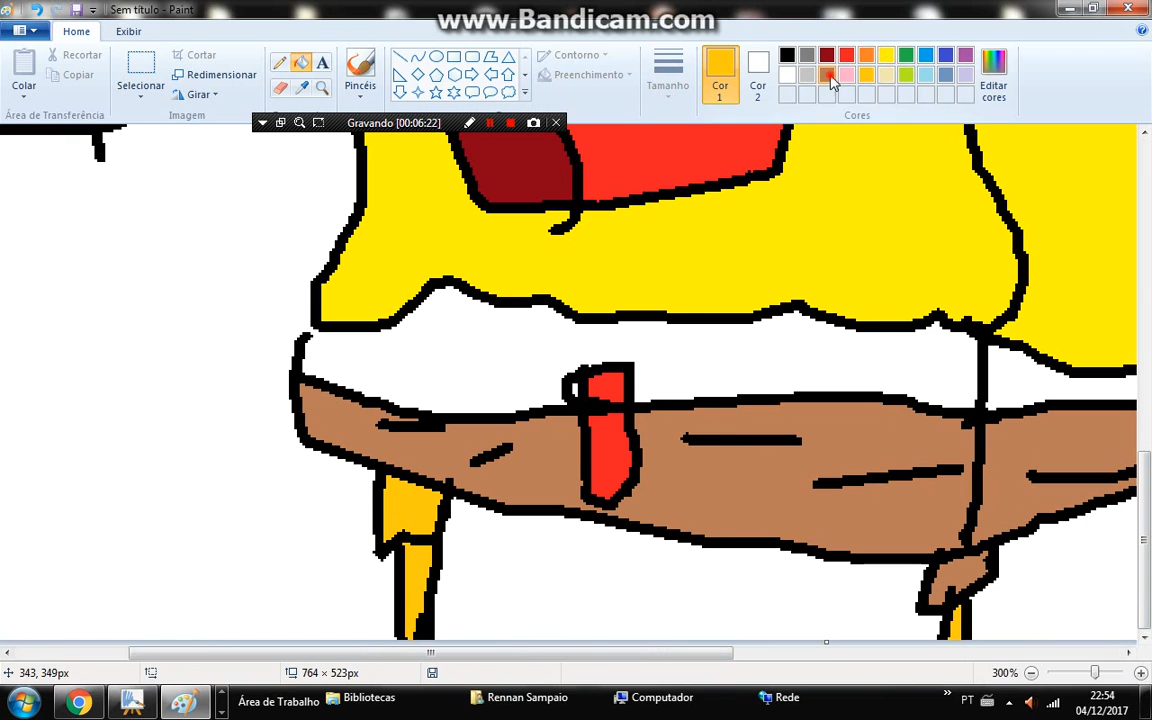 Sem título - Paint
www.Bandicam.com
Home
Exibir
Colar
Recortar
Copiar
Área de Transferência
Selecionar
Cortar
Redimensionar
Girar
Imagem
A
Pincéis
Contorno
Preenchimento
Formas
Tamanho
Cor
1
Cor
2
Cores
Editar
cores
Gravando [00:06:22]
343, 349px
764 × 523px
300%
Área de Trabalho
Bibliotecas
Rennan Sampaio
Computador
Rede
»
PT
22:54
04/12/2017